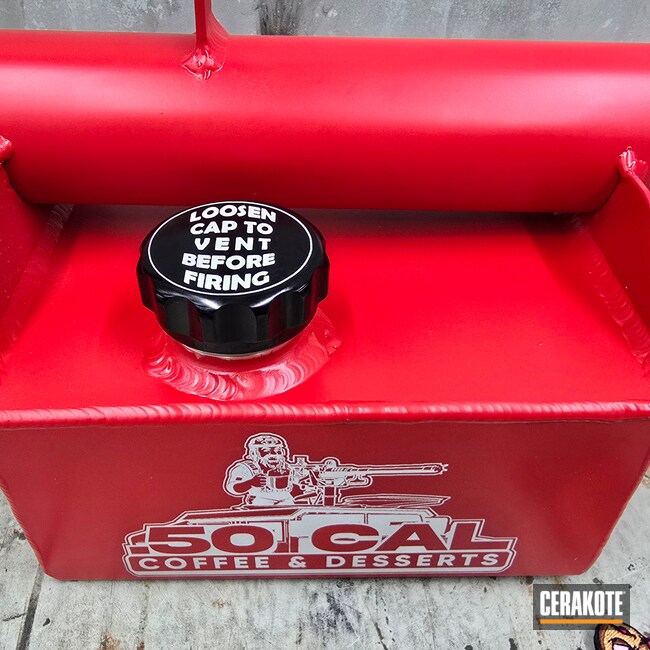 LOOSEN
CAP TO
VENT
BEFORE
FIRING
.50 CAL
COFFEE & DESSERTS
CERAKOTE